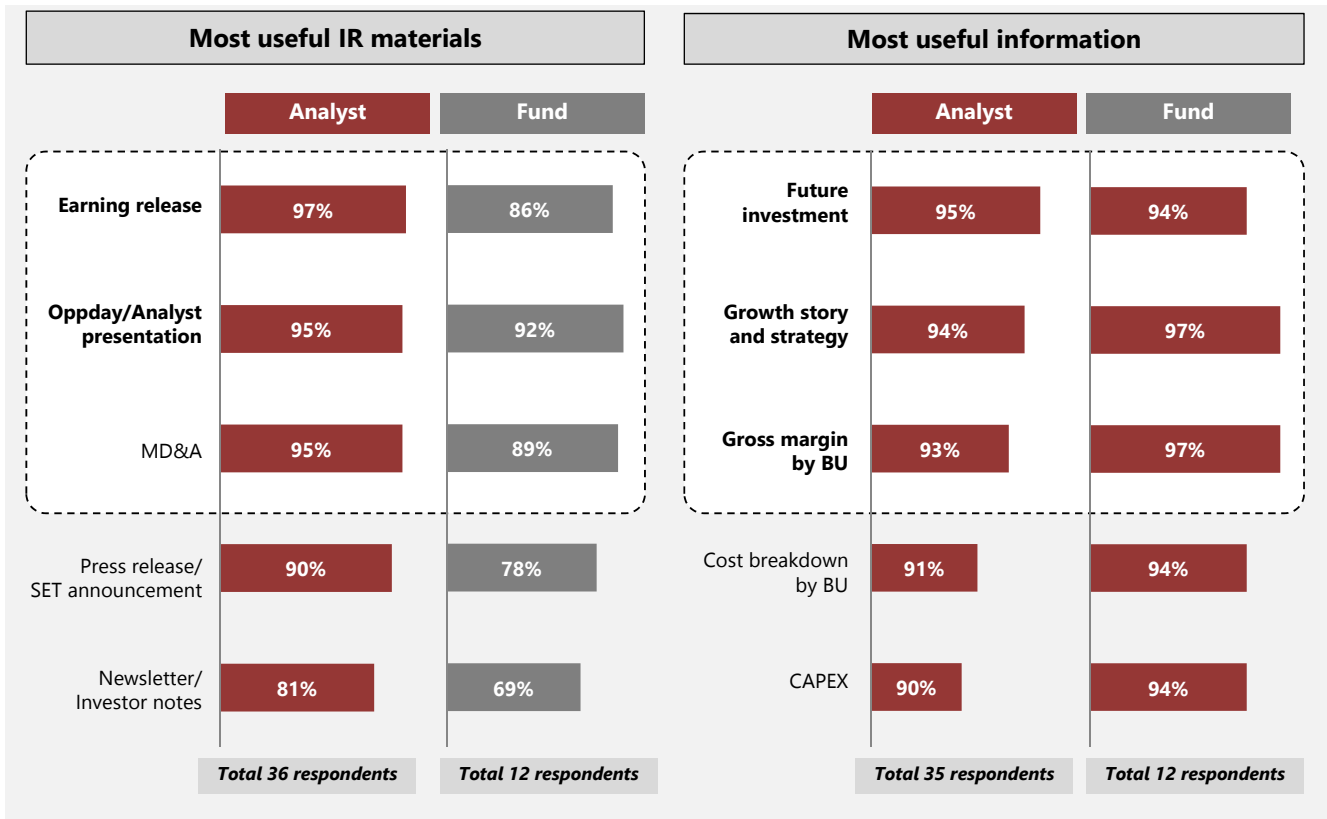 Most useful IR materials
Analyst
Fund
Earning release
97%
86%
Oppday/Analyst
presentation
95%
92%
MD&A
95%
89%
Press release/
SET announcement
90%
78%
Newsletter/
Investor notes
81%
69%
Total 36 respondents
Total 12 respondents
Most useful information
Analyst
Fund
Future
investment
95%
94%
Growth story
and strategy
94%
97%
Gross margin
by BU
93%
97%
Cost breakdown
by BU
91%
94%
CAPEX
90%
94%
Total 35 respondents
Total 12 respondents